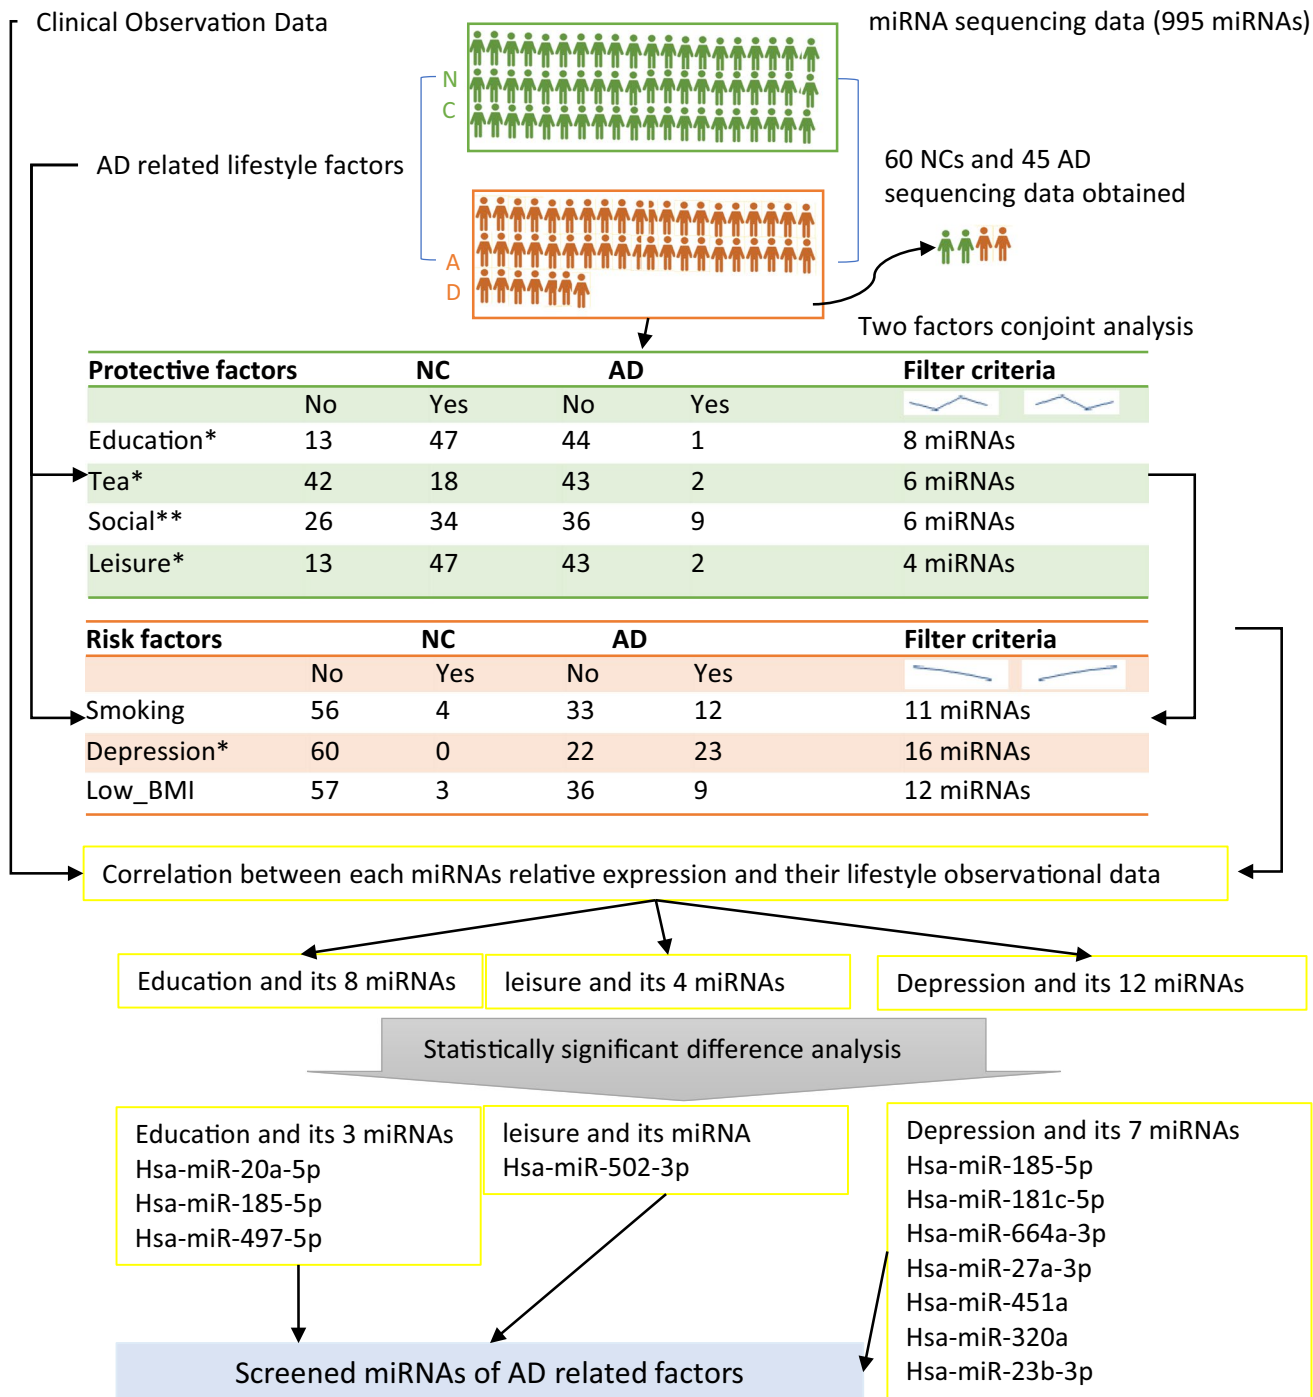 Clinical Observation Data
miRNA sequencing data (995 miRNAs)
N
C
AD related lifestyle factors
60 NCs and 45 AD
sequencing data obtained
A
D
Two factors conjoint analysis
Protective factors NC AD Filter criteria
No Yes No Yes
Education* 13 47 44 1 8 miRNAs
Tea* 42 18 43 2 6 miRNAs
Social** 26 34 36 9 6 miRNAs
Leisure* 13 47 43 2 4 miRNAs
Risk factors NC AD Filter criteria
No Yes No Yes
Smoking 56 4 33 12 11 miRNAs
Depression* 60 0 22 23 16 miRNAs
Low_BMI 57 3 36 9 12 miRNAs
Correlation between each miRNAs relative expression and their lifestyle observational data
Education and its 8 miRNAs
leisure and its 4 miRNAs
Depression and its 12 miRNAs
Statistically significant difference analysis
Education and its 3 miRNAs
Hsa-miR-20a-5p
Hsa-miR-185-5p
Hsa-miR-497-5p
leisure and its miRNA
Hsa-miR-502-3p
Depression and its 7 miRNAs
Hsa-miR-185-5p
Hsa-miR-181c-5p
Hsa-miR-664a-3p
Hsa-miR-27a-3p
Hsa-miR-451a
Hsa-miR-320a
Hsa-miR-23b-3p
Screened miRNAs of AD related factors